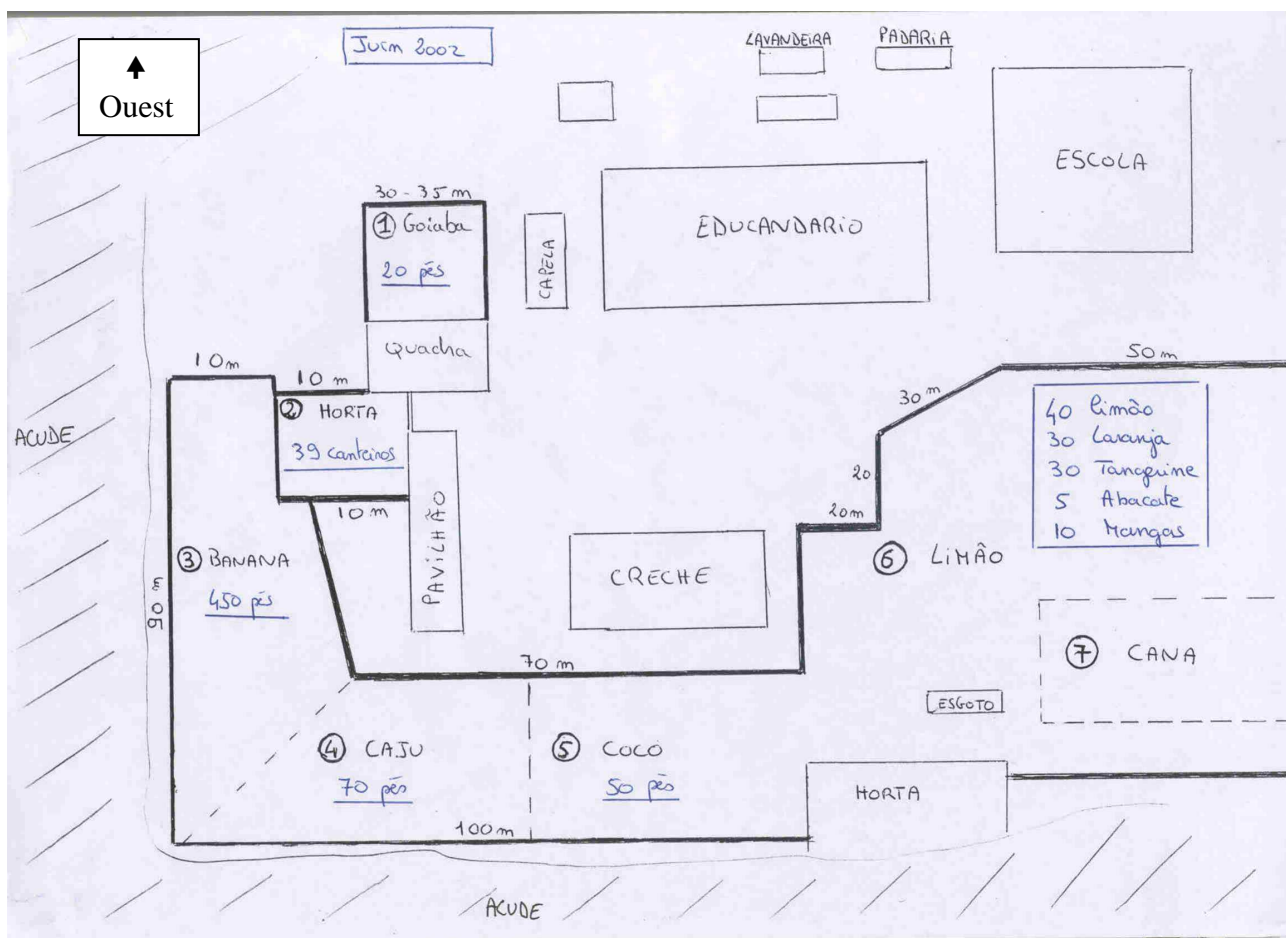 Ouest
Juin 2002
LAVANDEIRA
PADARIA
ESCOLA
30 - 35 m
① Goiaba
20 pés
CAPELA
EDUCANDARIO
Quadha
10 m
10 m
② HORTA
39 canteiros
10 m
ACUDE
③ BANANA
450 pés
50 m
PAVILHÃO
CRECHE
70 m
④ CAJU
70 pés
⑤ COCO
50 pés
100 m
ACUDE
50 m
30 m
20
20 m
40 limão
30 Laranja
30 Tangerine
5 Abacate
10 Mangas
⑥ LIMÃO
⑦ CANA
ESGOTO
HORTA